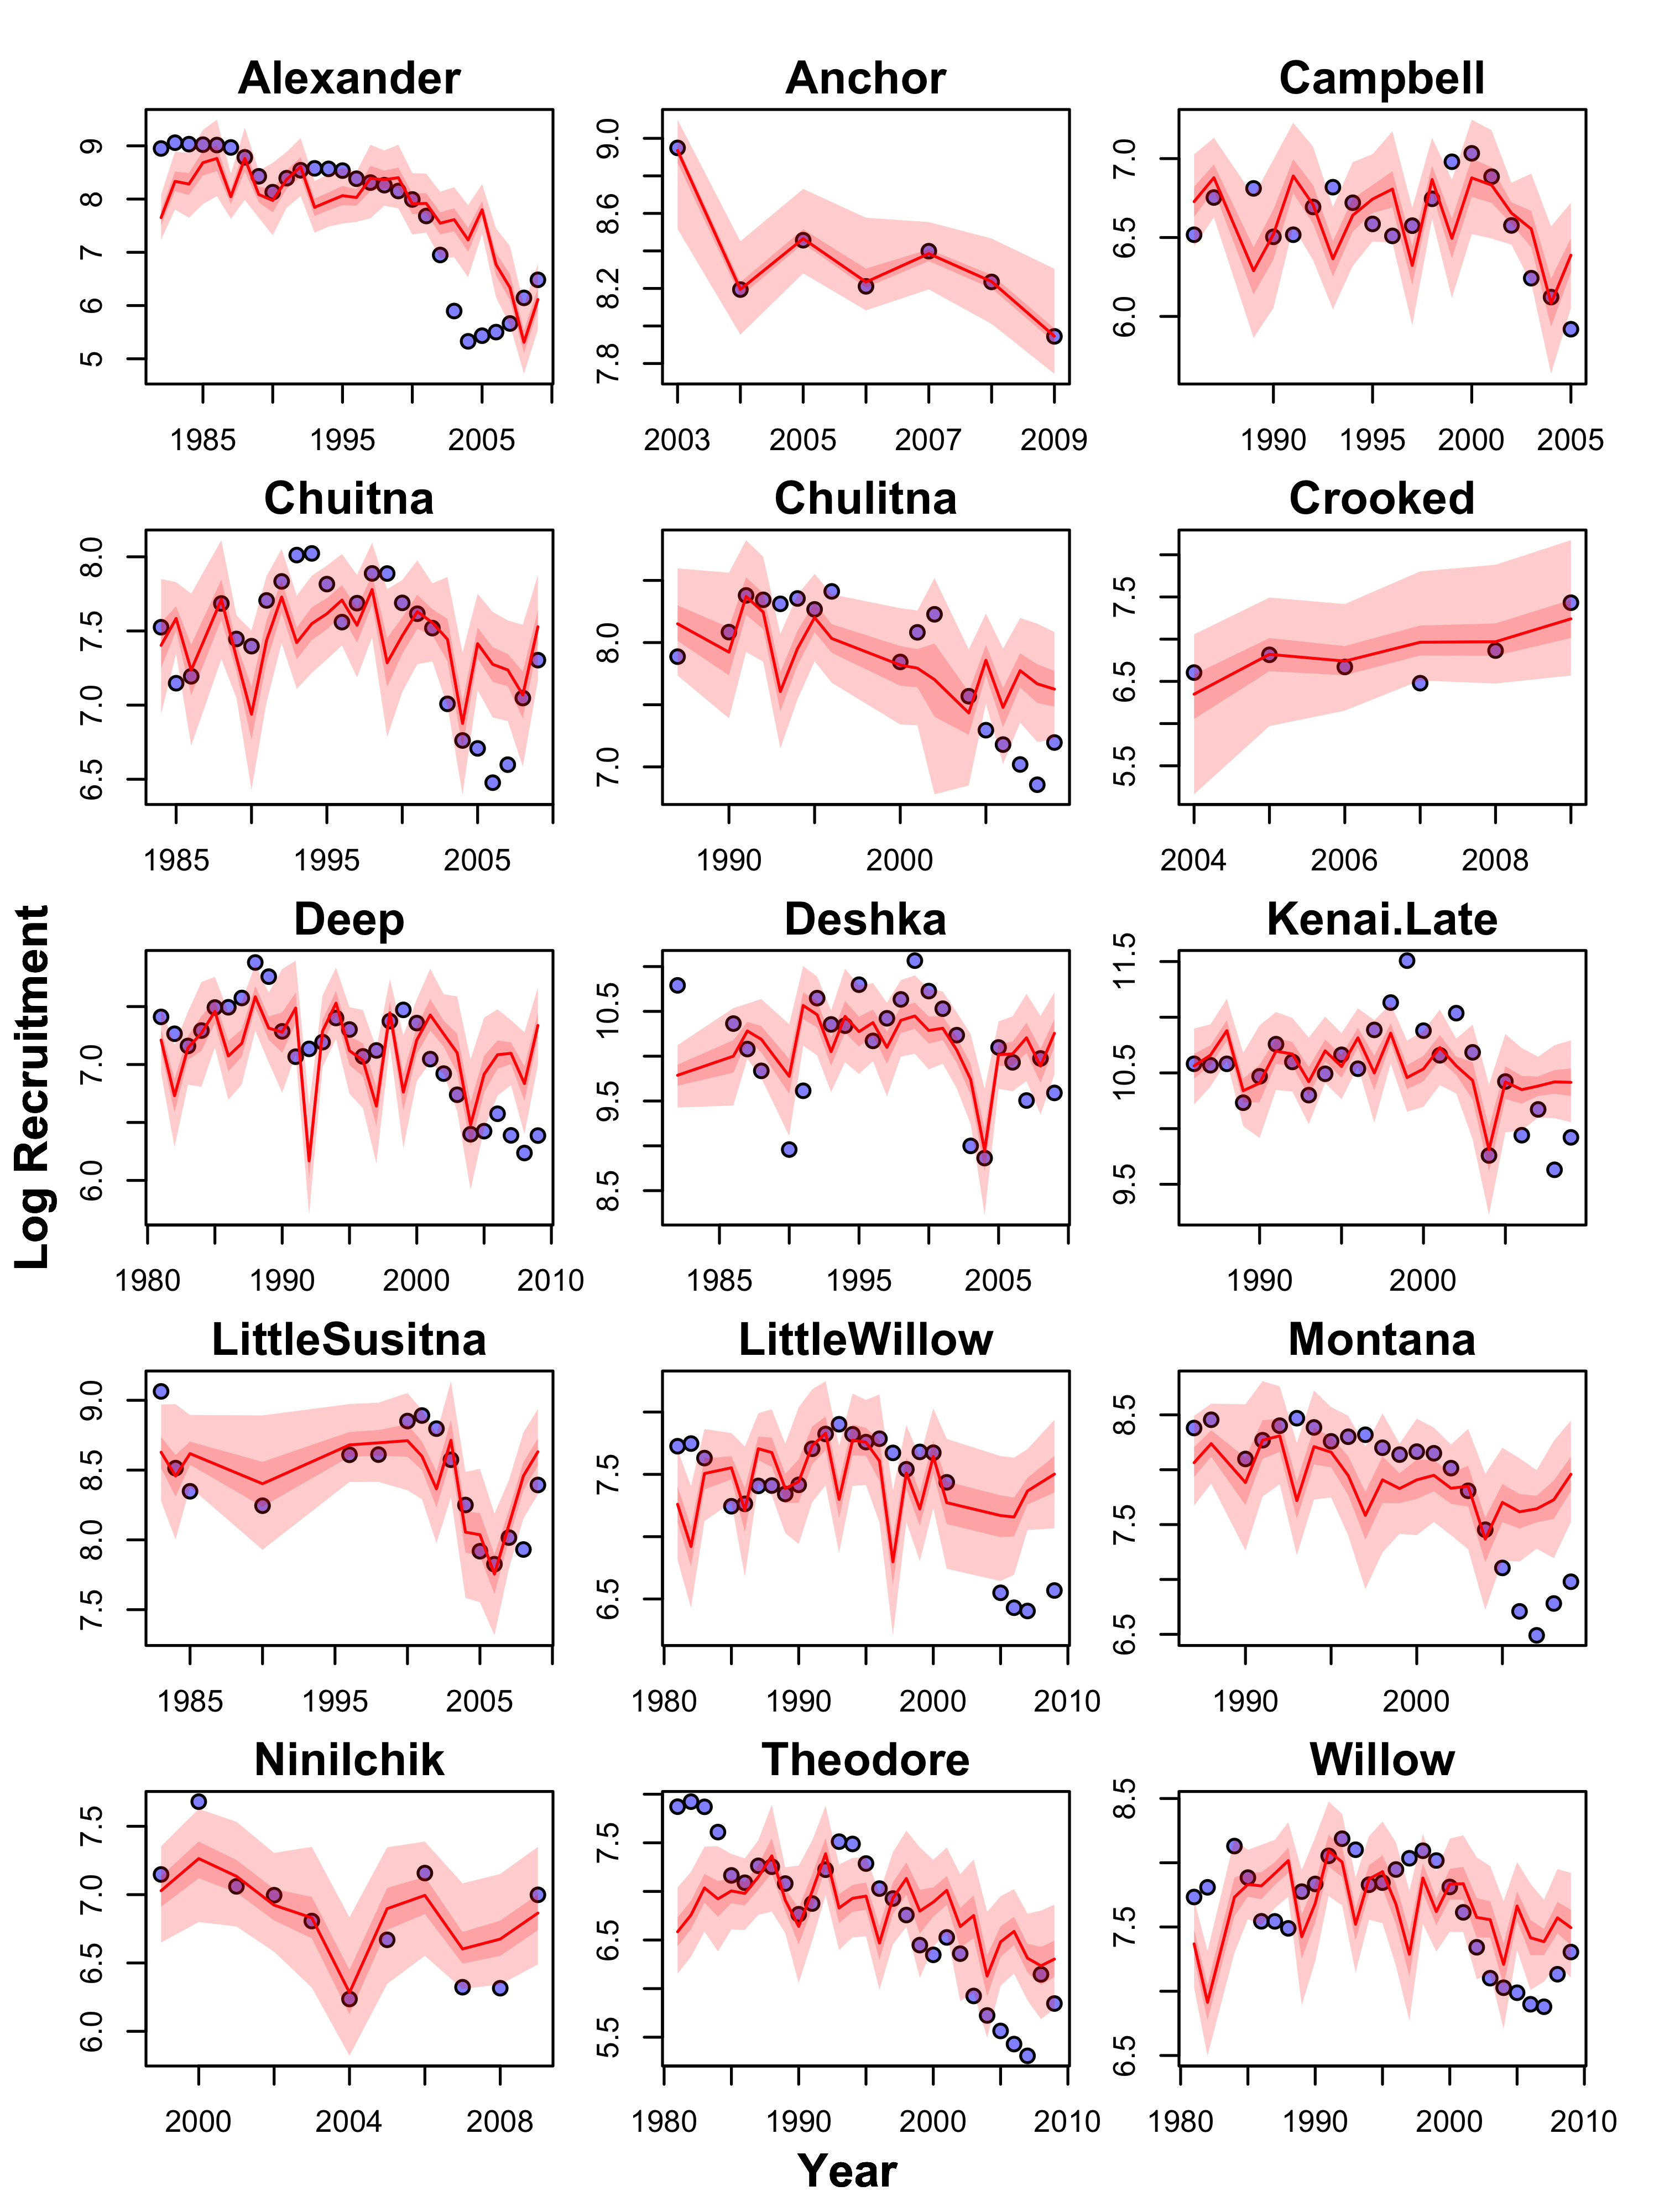 Alexander Anchor Campbell
9 8 7 6 5
9.0 8.6 8.2 7.8
7.0 6.5 6.0
1985 1995 2005
2003 2005 2007 2009
1990 1995 2000 2005
Chuitna Chulitna Crooked
8.0 7.5 7.0 6.5
8.0 7.0
7.5 6.5 5.5
1985 1995 2005
1990 2000
2004 2006 2008
Log Recruitment
Deep Deshka Kenai.Late
7.0 6.0
10.5 9.5 8.5
11.5 10.5 9.5
1980 1990 2000 2010
1985 1995 2005
1990 2000
LittleSusitna LittleWillow Montana
9.0 8.5 8.0 7.5
7.5 6.5
8.5 7.5 6.5
1985 1995 2005
1980 1990 2000 2010
1990 2000
Ninilchik Theodore Willow
7.5 7.0 6.5 6.0
7.5 6.5 5.5
8.5 7.5 6.5
2000 2004 2008
1980 1990 2000 2010
1980 1990 2000 2010
Year